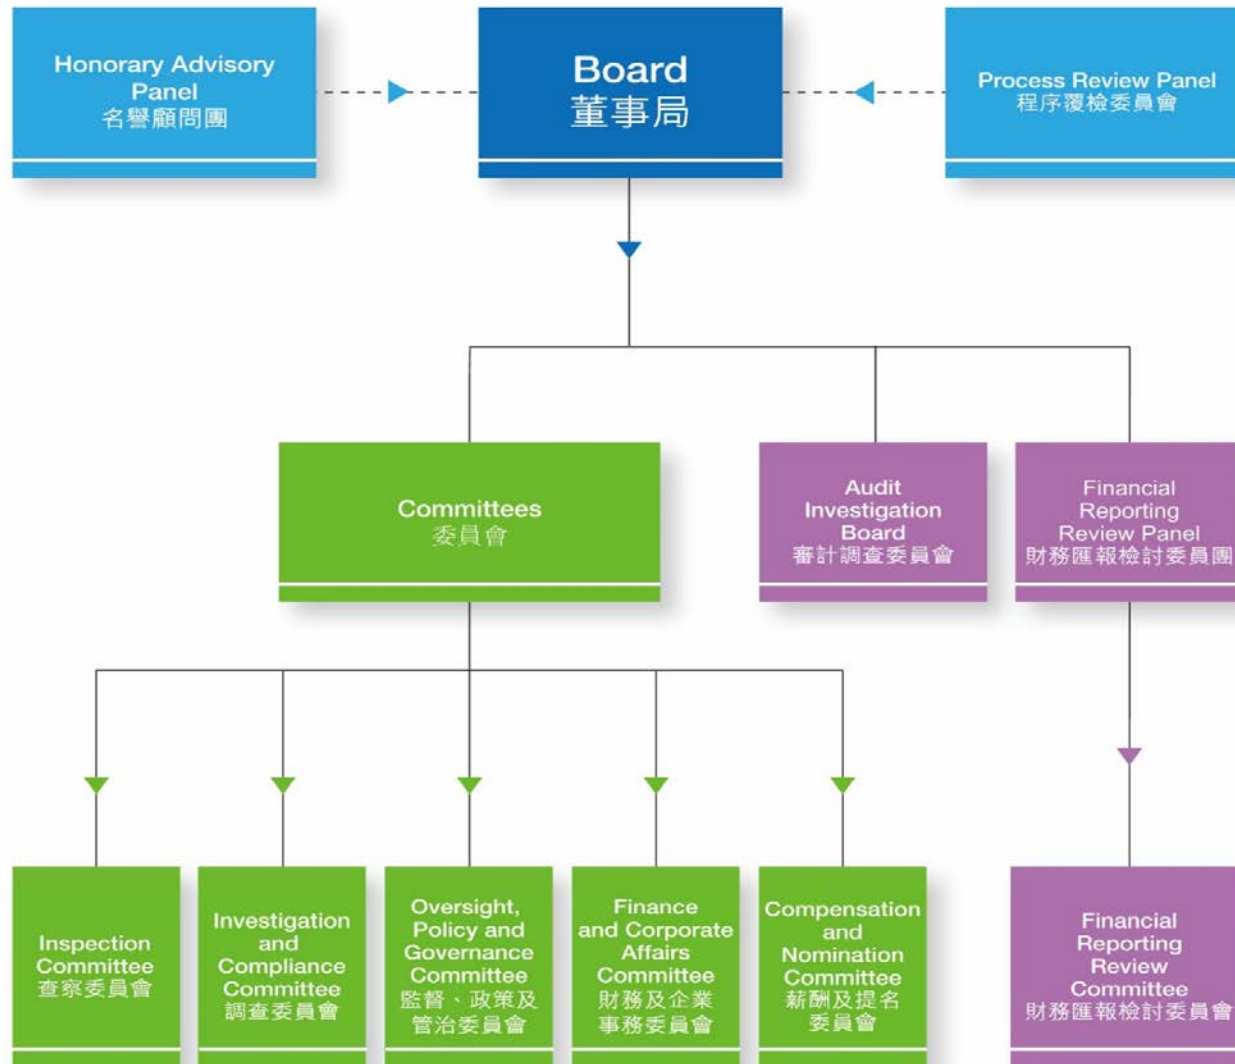 Honorary Advisory
Panel
名譽顧問團
Board
董事局
Process Review Panel
程序覆檢委員會
Committees
委員會
Audit
Investigation
Board
審計調查委員會
Financial
Reporting
Review Panel
財務匯報檢討委員團
Inspection
Committee
查察委員會
Investigation
and
Compliance
Committee
調查委員會
Oversight,
Policy and
Governance
Committee
監督、政策及
管治委員會
Finance
and Corporate
Affairs
Committee
財務及企業
事務委員會
Compensation
and
Nomination
Committee
薪酬及提名
委員會
Financial
Reporting
Review
Committee
財務匯報檢討委員會